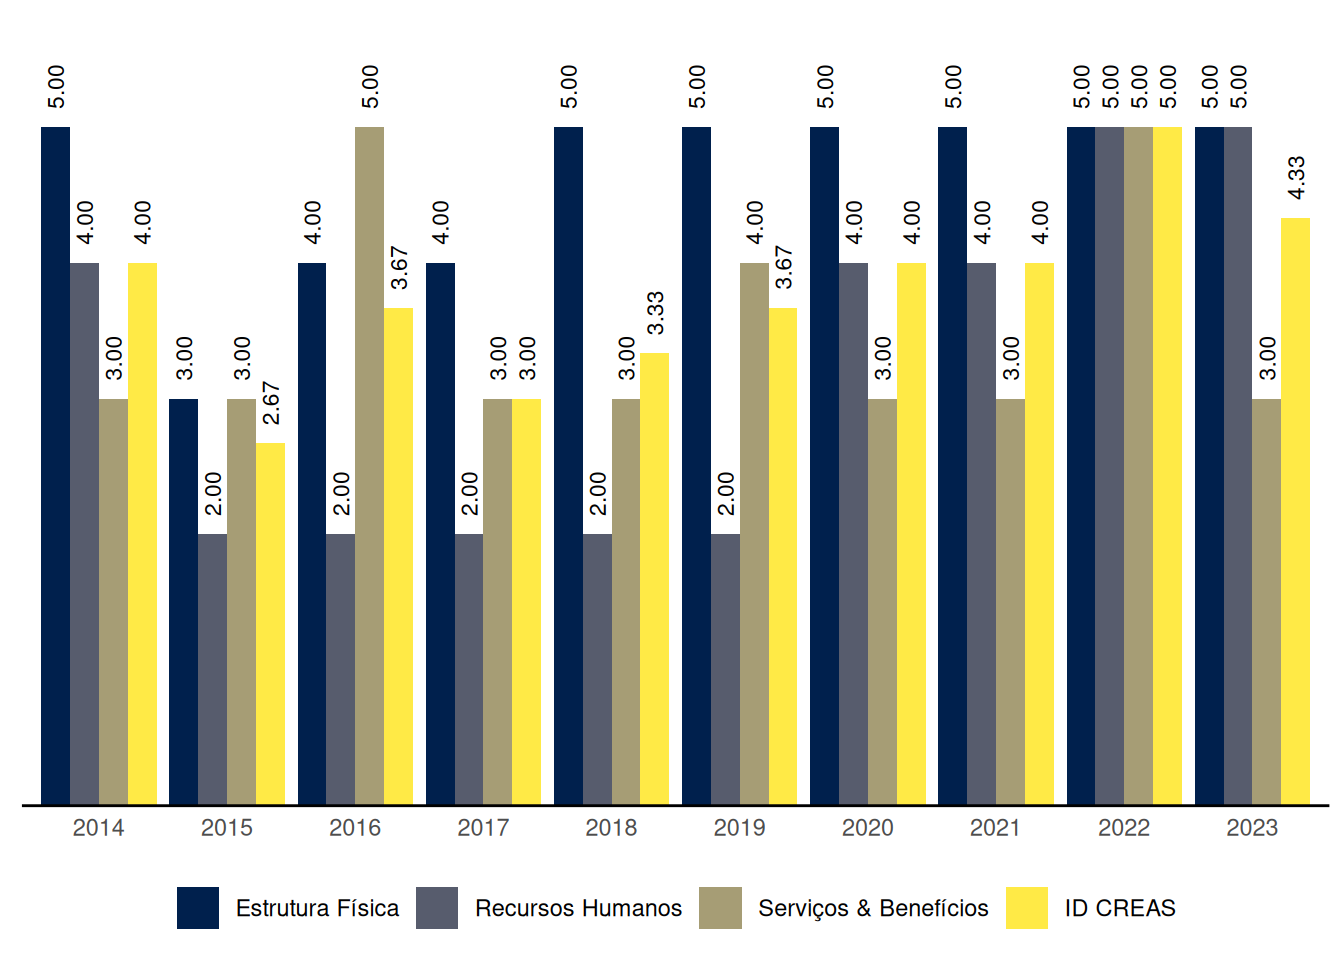 5.00 4.00 3.00 4.00 3.00 2.00 3.00 2.67 4.00 2.00 5.00 3.67 4.00 2.00 3.00 3.00 5.00 2.00 3.00 3.33 5.00 2.00 4.00 3.67 5.00 4.00 3.00 4.00 5.00 4.00 3.00 4.00 5.00 5.00 5.00 5.00 5.00 5.00 3.00 4.33
2014 2015 2016 2017 2018 2019 2020 2021 2022 2023
Estrutura Física Recursos Humanos Serviços & Benefícios ID CREAS